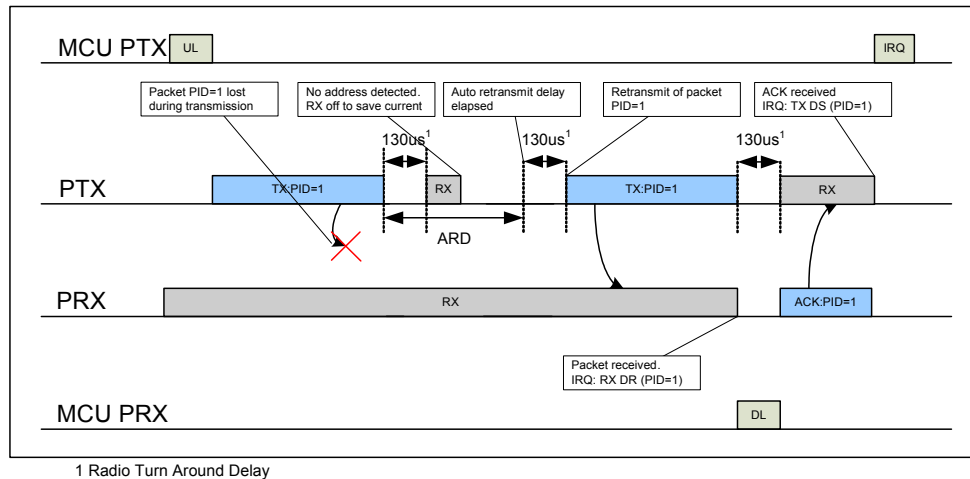 MCU PTX
UL
IRQ
Packet PID=1 lost
during transmission
No address detected.
RX off to save current
Auto retransmit delay
elapsed
Retransmit of packet
PID=1
ACK received
IRQ: TX DS (PID=1)
130us1
130us1
130us1
PTX
TX:PID=1
RX
TX:PID=1
RX
ARD
PRX
RX
ACK:PID=1
Packet received.
IRQ: RX DR (PID=1)
MCU PRX
DL
1 Radio Turn Around Delay